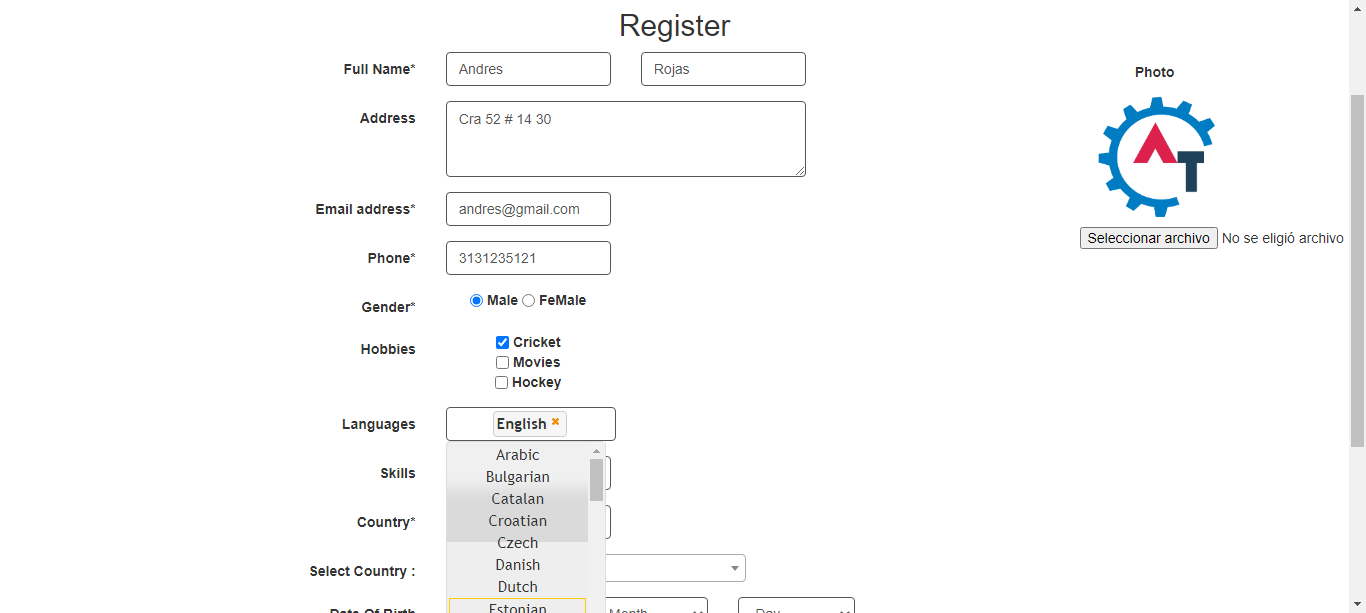 Register
Full Name* Andres Rojas
Photo
Address Cra 52 # 14 30
AT
Email address* andres@gmail.com
Seleccionar archivo No se eligió archivo
Phone* 3131235121
Gender* Male FeMale
Hobbies Cricket
Movies
Hockey
Languages English
Arabic
Skills
Bulgarian
Catalan
Country* Croatian
Czech
Select Country : Danish
Dutch
Date Of Birth Estonian Month Day